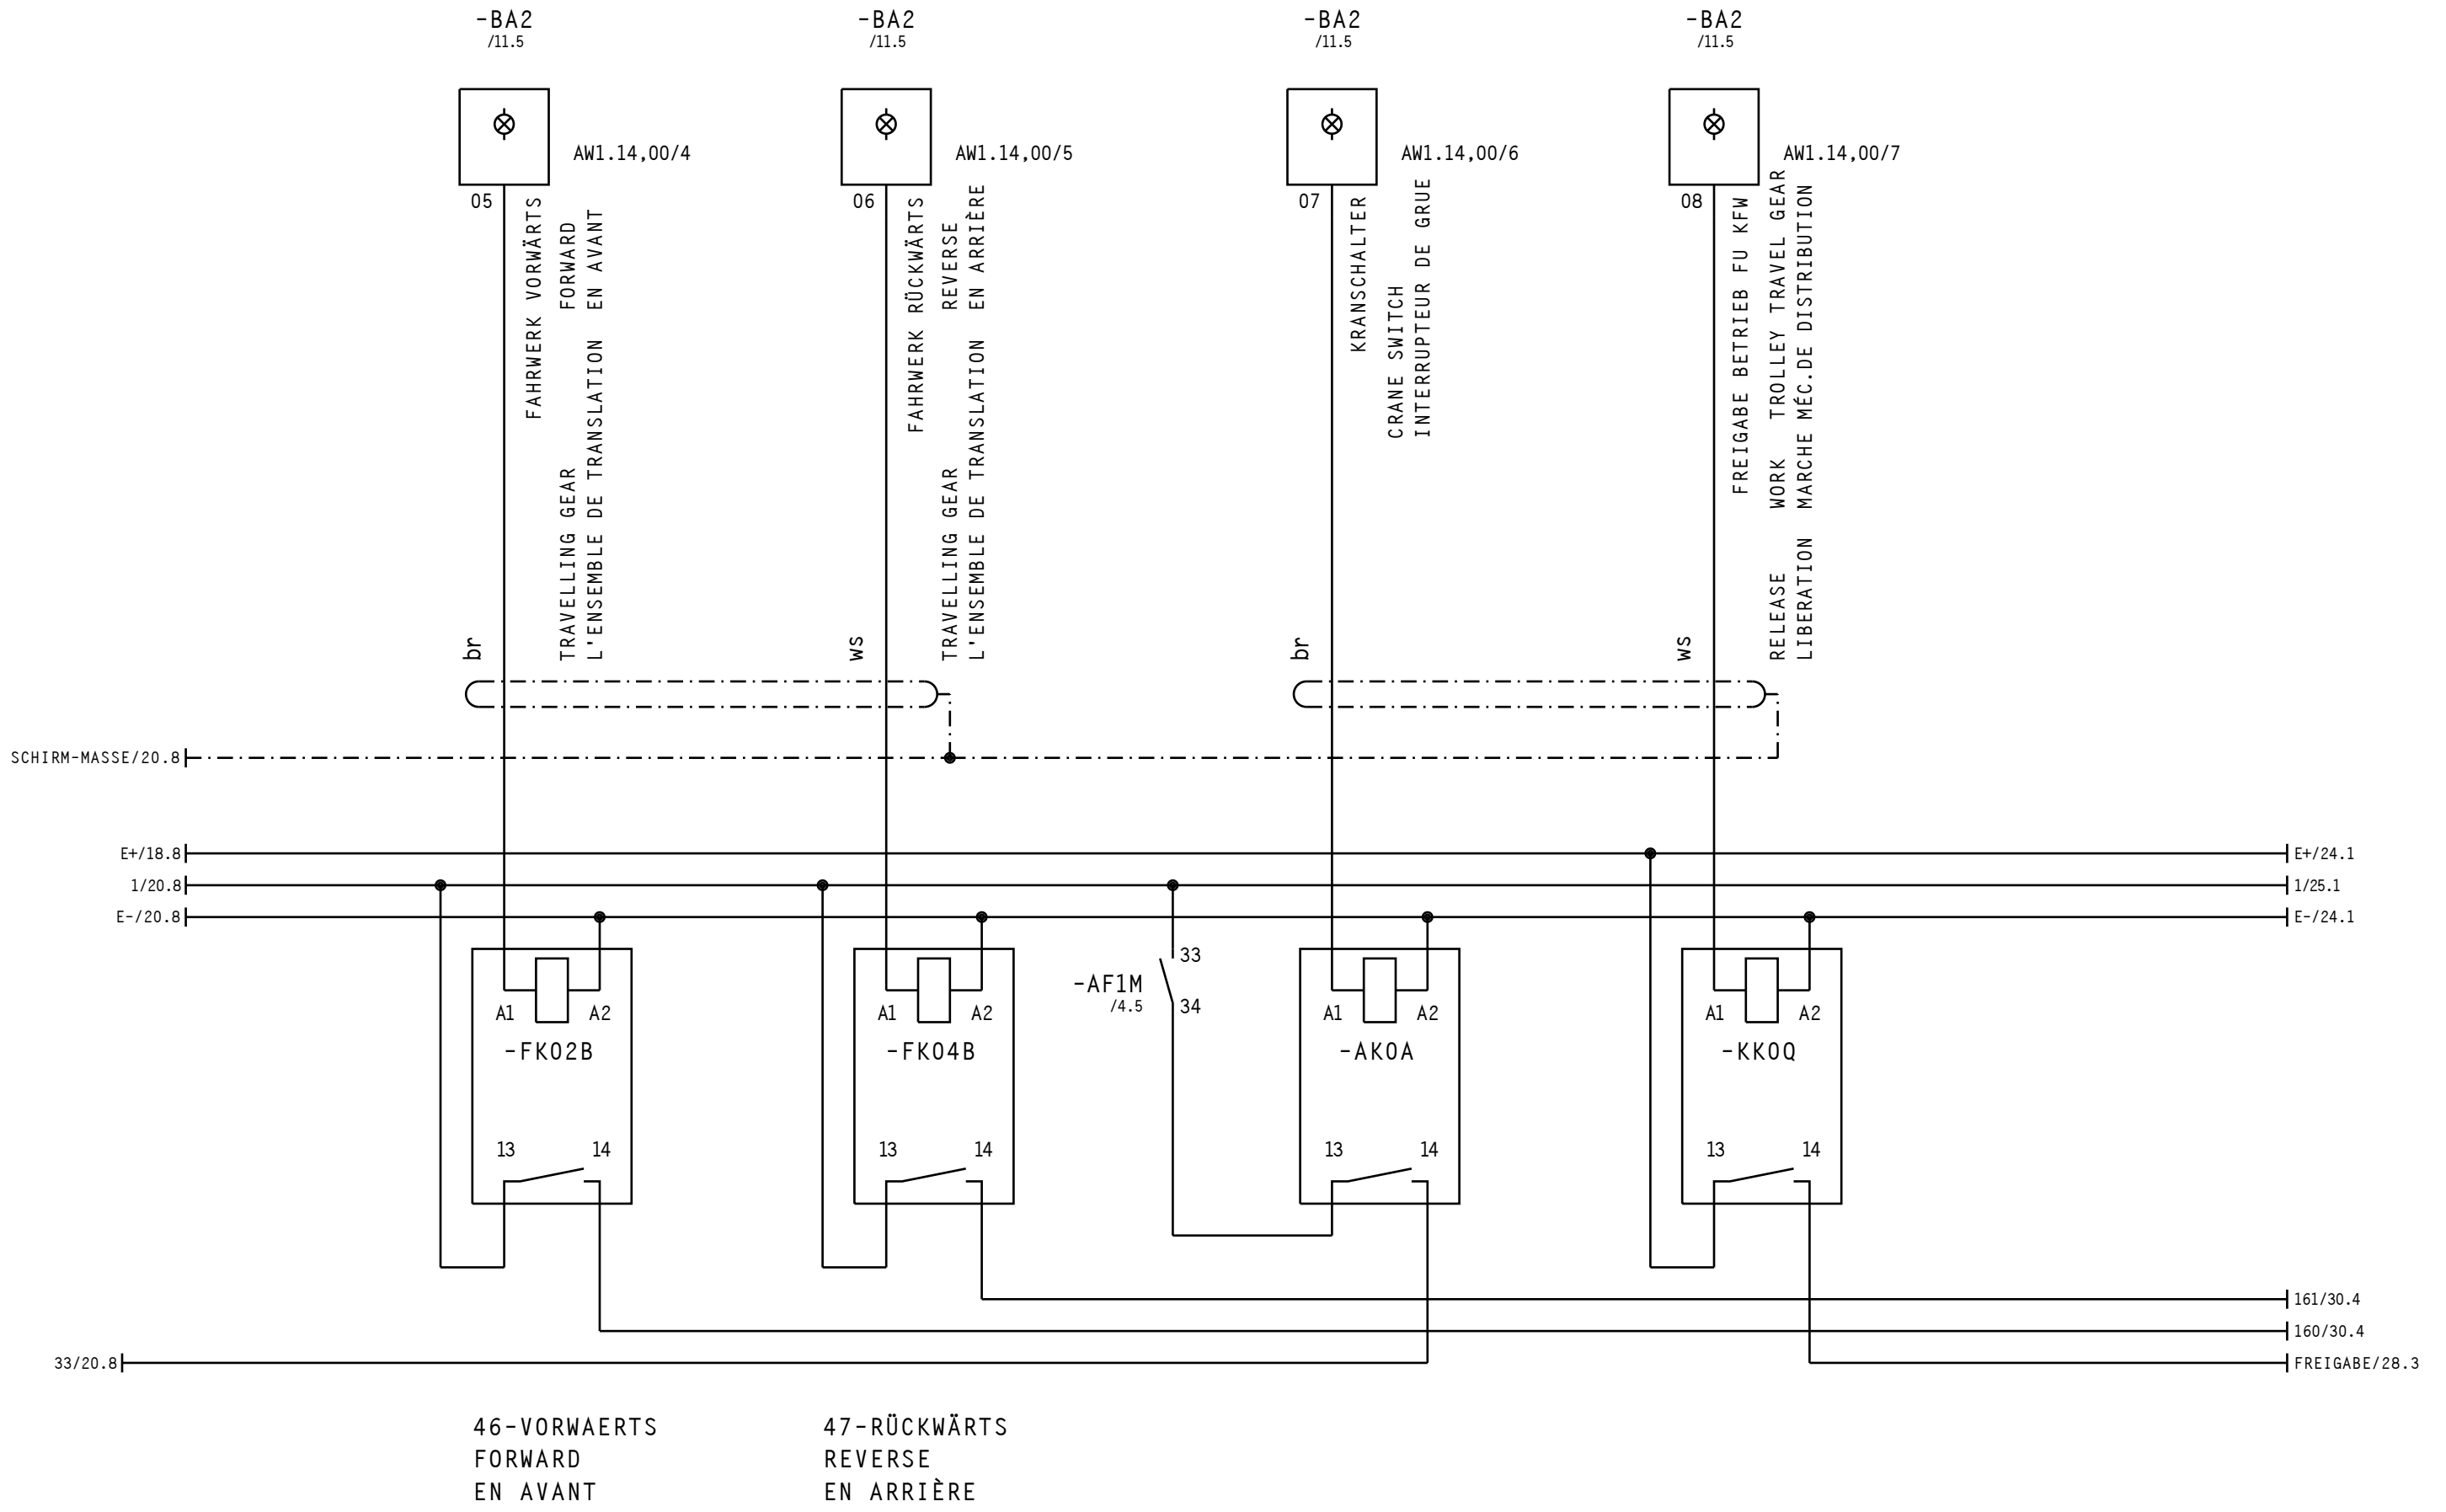 -BA2
/11.5
-BA2
/11.5
-BA2
/11.5
-BA2
/11.5
AW1.14,00/4
AW1.14,00/5
AW1.14,00/6
AW1.14,00/7
05
06
07
08
FAHRWERK VORWÄRTS
TRAVELLING GEAR FORWARD
L'ENSEMBLE DE TRANSLATION EN AVANT
FAHRWERK RÜCKWÄRTS
TRAVELLING GEAR REVERSE
L'ENSEMBLE DE TRANSLATION EN ARRIÈRE
KRANSCHALTER
CRANE SWITCH
INTERRUPTEUR DE GRUE
FREIGABE BETRIEB FU KFW
RELEASE WORK TROLLEY TRAVEL GEAR
LIBERATION MARCHE MÉC.DE DISTRIBUTION
br
ws
br
ws
SCHIRM-MASSE/20.8
E+/18.8
E+/24.1
1/20.8
1/25.1
E-/20.8
E-/24.1
33
-AF1M
/4.5
34
A1
A2
A1
A2
A1
A2
A1
A2
-FK02B
-FK04B
-AK0A
-KK0Q
13
14
13
14
13
14
13
14
161/30.4
160/30.4
33/20.8
FREIGABE/28.3
46-VORWAERTS
FORWARD
EN AVANT
47-RÜCKWÄRTS
REVERSE
EN ARRIÈRE